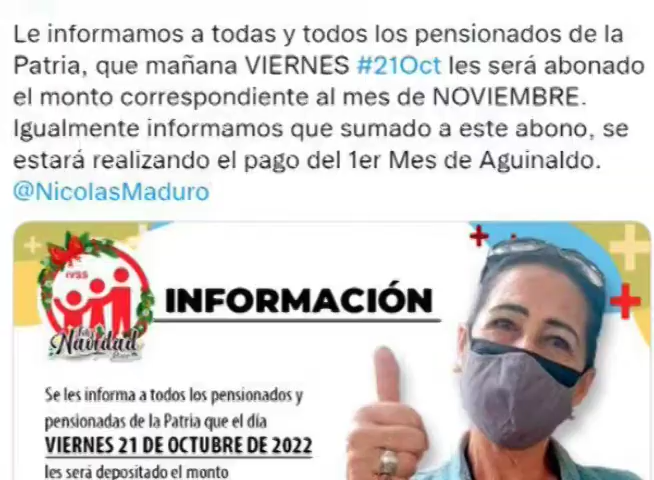 Le informamos a todas y todos los pensionados de la
Patria, que mañana VIERNES #21Oct les será abonado
el monto correspondiente al mes de NOVIEMBRE.
Igualmente informamos que sumado a este abono, se
estará realizando el pago del 1er Mes de Aguinaldo.
@NicolasMaduro
IVSS
Navidad
INFORMACIÓN
Se les informa a todos los pensionados y
pensionadas de la Patria que el día
VIERNES 21 DE OCTUBRE DE 2022
les será depositado el monto